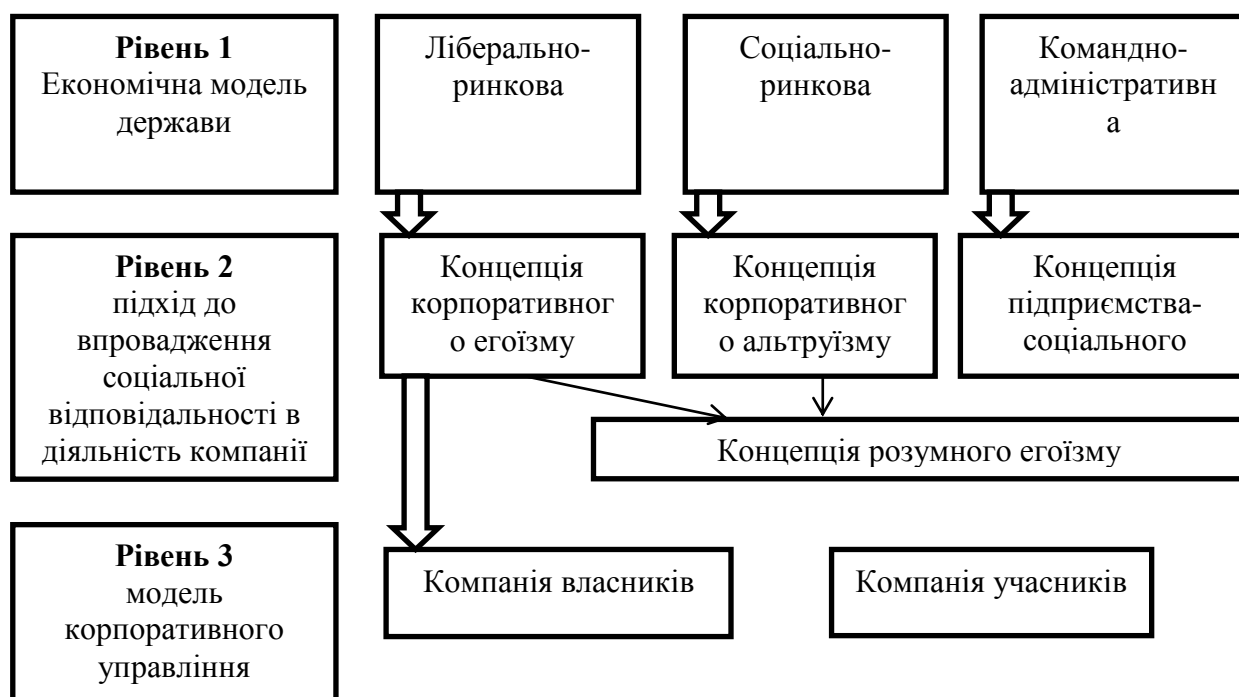 Рівень 1
Економічна модель
держави
Ліберально-
ринкова
Соціально-
ринкова
Командно-
адміністративн
а
Рівень 2
підхід до
впровадження
соціальної
відповідальності в
діяльність компанії
Концепція
корпоративног
о егоїзму
Концепція
корпоративног
о альтруїзму
Концепція
підприємства-
соціального
Концепція розумного егоїзму
Рівень 3
модель
корпоративного
управління
Компанія власників
Компанія учасників